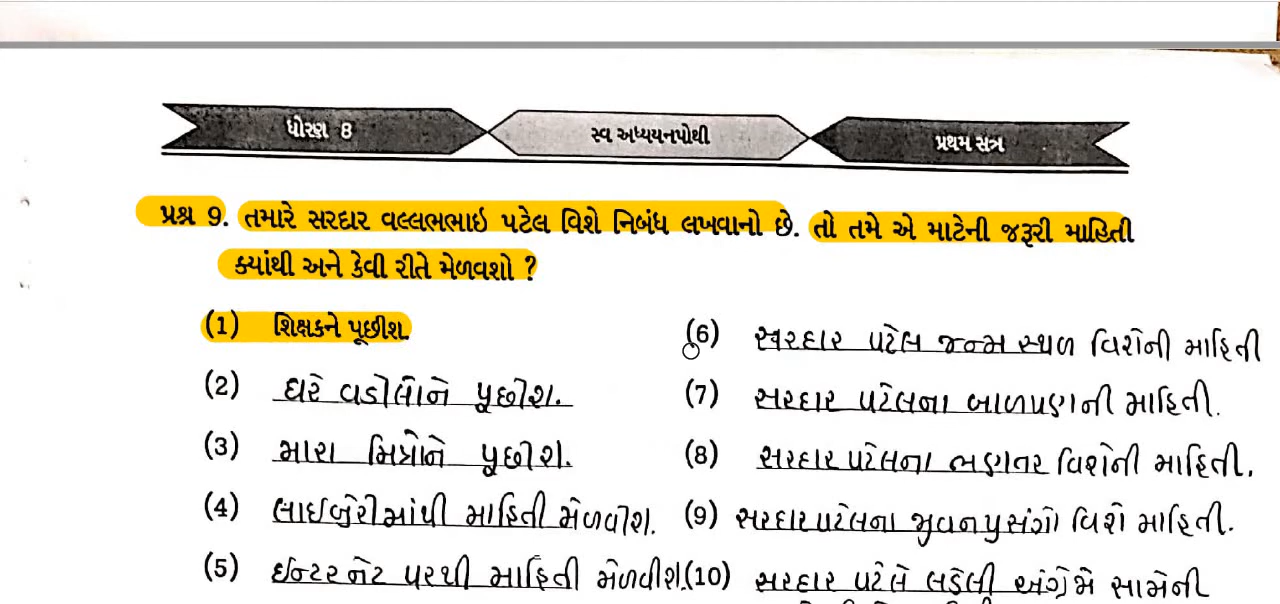 ધોરણ 8 સ્વ અધ્યયનપોથી પ્રથમ સત્ર
પ્રશ્ન 9. તમારે સરદાર વલ્લભભાઇ પટેલ વિશે નિબંધ લખવાનો છે. તો તમે એ માટેની જરૂરી માહિતી
ક્યાંથી અને કેવી રીતે મેળવશો ?
(1) શિક્ષકને પૂછીશ.
(2) ઘરે વડીલોને પૂછીશ.
(3) મારા મિત્રોને પૂછીશ.
(4) લાઈબ્રેરીમાંથી માહિતી મેળવીશ.
(5) ઈન્ટરનેટ પરથી માહિતી મેળવીશ.
(6) સરદાર પટેલ જન્મ સ્થળ વિશેની માહિતી
(7) સરદાર પટેલના બાળપણની માહિતી.
(8) સરદાર પટેલના ભણતર વિશેની માહિતી.
(9) સરદાર પટેલના જીવનપ્રસંગો વિશે માહિતી.
(10) સરદાર પટેલે લડેલી અંગ્રેજો સામેની